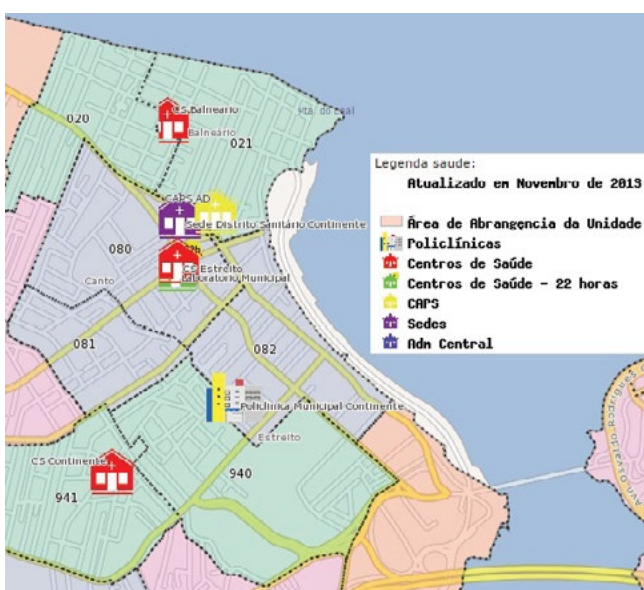 020
CS Balneario
Balneário
021
Legenda saude:
Atualizado em Novembro de 2013
CAPS AD
Sede Distrito Sanitário Continente
Área de Abrangencia da Unidade
080
Policlínicas
CS Estreito
Centros de Saúde
Laboratorio Municipal
Canto
Centros de Saúde - 22 horas
CAPS
Sedes
081
082
Adm Central
Policlinica Municipal Continente
Estreito
CS Continente
940
941